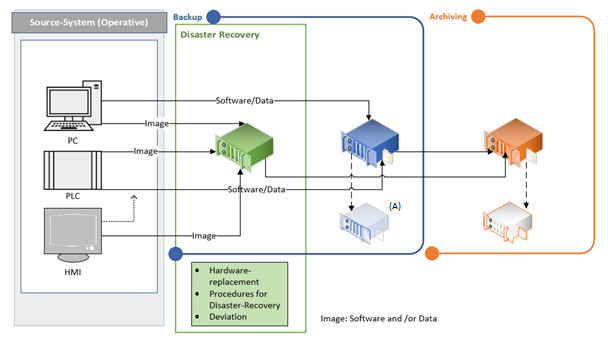 Source-System (Operative)
Backup
Archiving
Disaster Recovery
Software/Data
PC
Image
Image
PLC
Software/Data
(A)
Image
HMI
• Hardware-
replacement
• Procedures for
Disaster-Recovery
• Deviation
Image: Software and /or Data